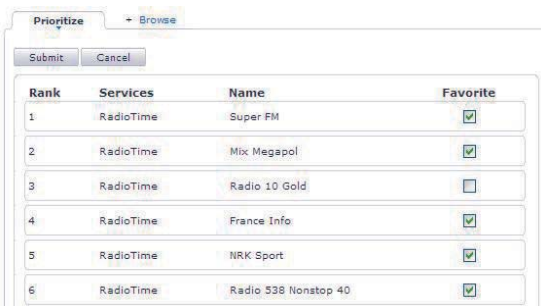 Prioritize + Browse
Submit Cancel
Rank Services Name Favorite
1 RadioTime Super FM
2 RadioTime Mix Megapol
3 RadioTime Radio 10 Gold
4 RadioTime France Info
5 RadioTime NRK Sport
6 RadioTime Radio 538 Nonstop 40